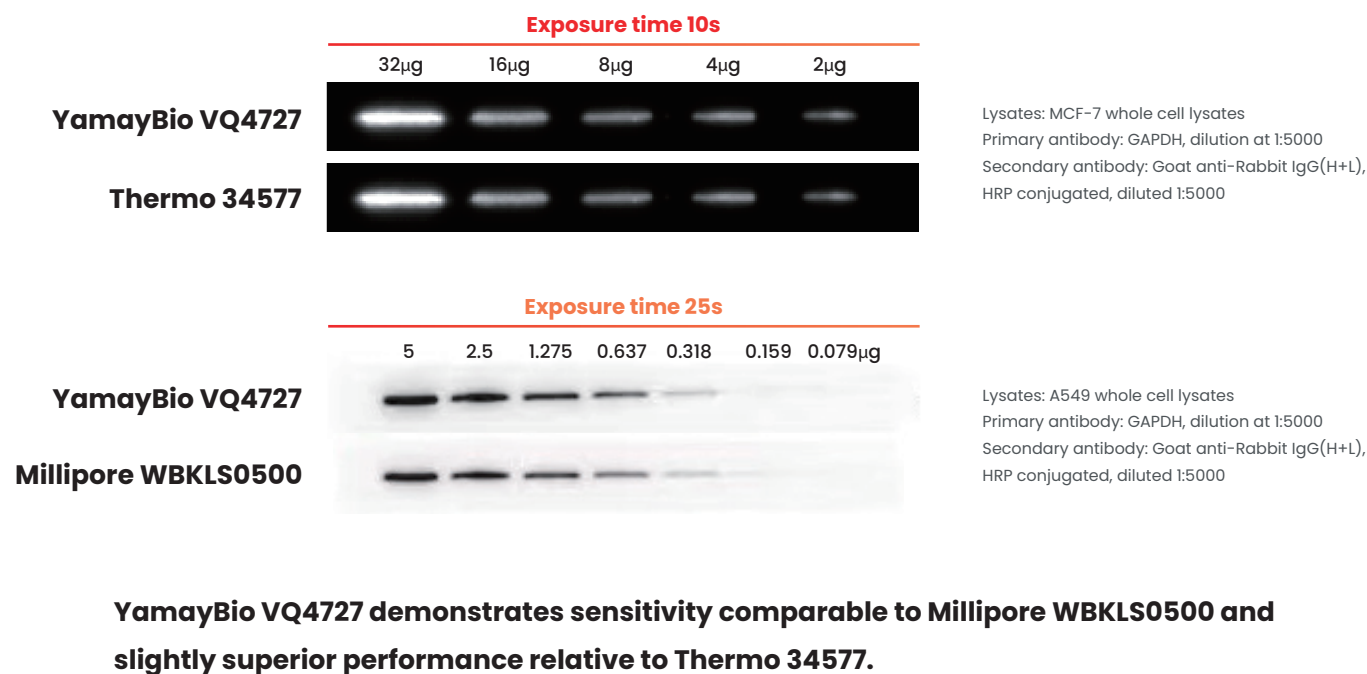 Exposure time 10s
32μg 16μg 8μg 4μg 2μg
YamayBio VQ4727
Thermo 34577
Lysates: MCF-7 whole cell lysates
Primary antibody: GAPDH, dilution at 1:5000
Secondary antibody: Goat anti-Rabbit IgG(H+L),
HRP conjugated, diluted 1:5000
Exposure time 25s
5 2.5 1.275 0.637 0.318 0.159 0.079μg
YamayBio VQ4727
Millipore WBKLS0500
Lysates: A549 whole cell lysates
Primary antibody: GAPDH, dilution at 1:5000
Secondary antibody: Goat anti-Rabbit IgG(H+L),
HRP conjugated, diluted 1:5000
YamayBio VQ4727 demonstrates sensitivity comparable to Millipore WBKLS0500 and
slightly superior performance relative to Thermo 34577.